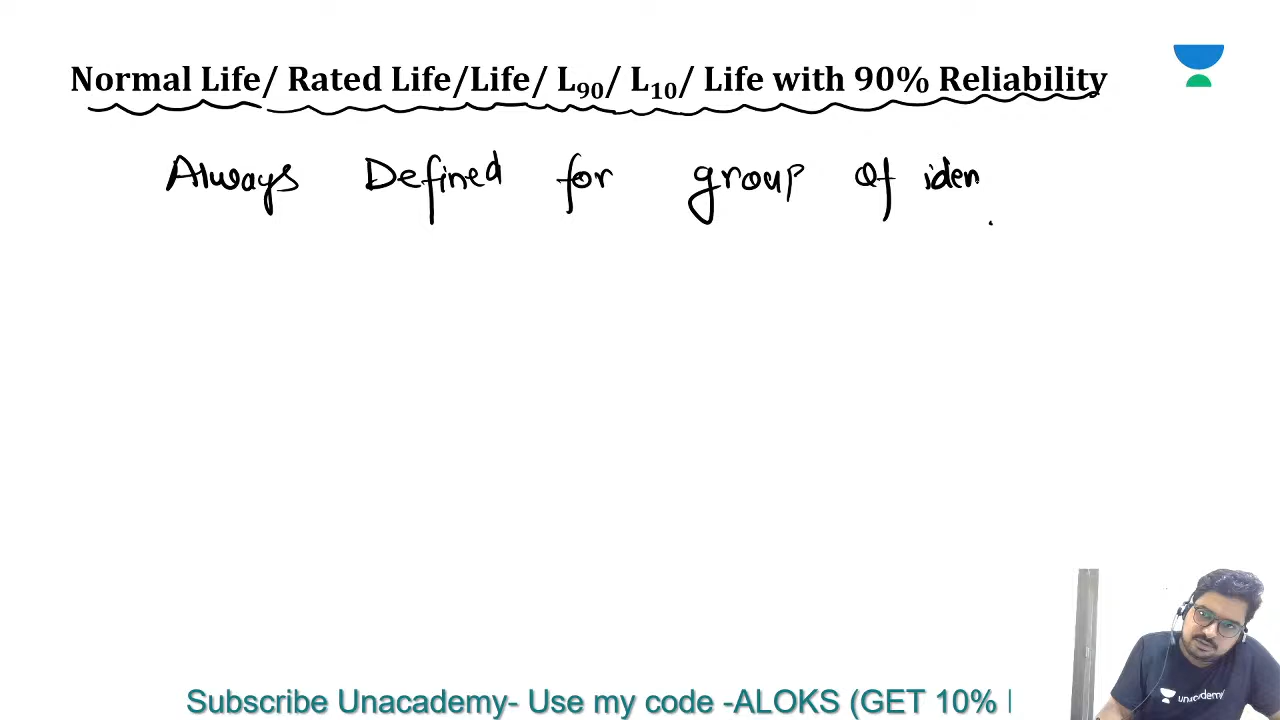 Normal Life/ Rated Life/Life/ L₉₀/ L₁₀/ Life with 90% Reliability
Always Defined for group of iden
unacademy
Subscribe Unacademy- Use my code -ALOKS (GET 10%